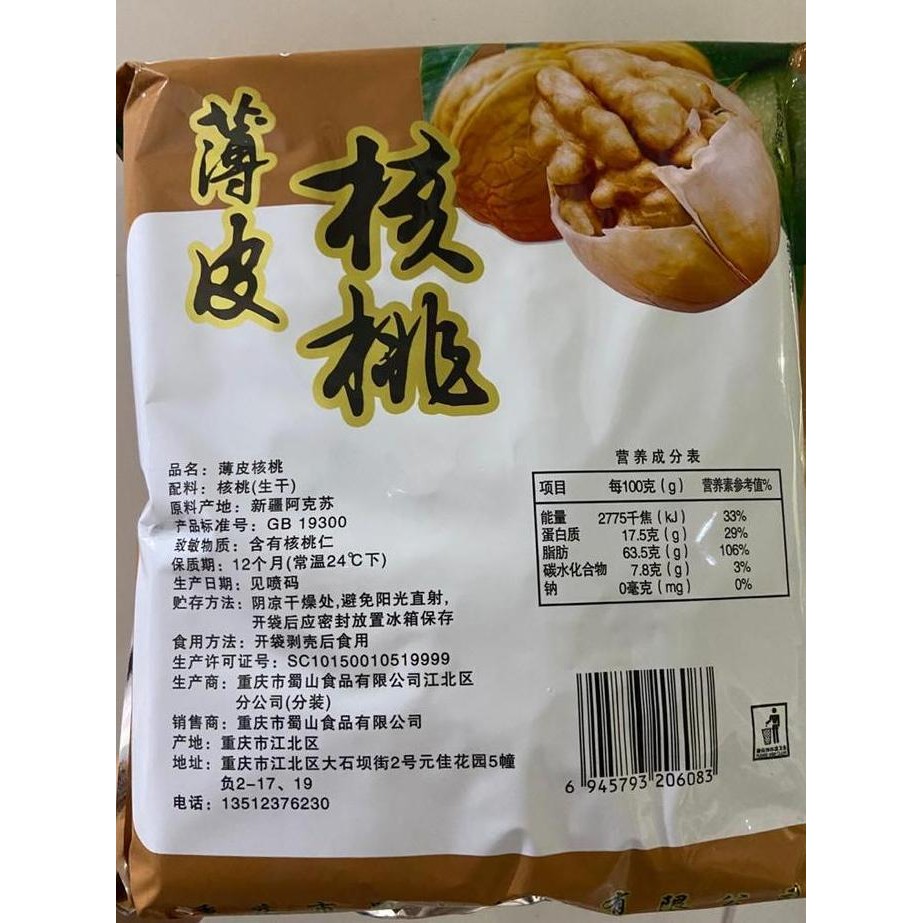 薄皮
核桃
品名：薄皮核桃
配料：核桃(生干)
原料产地：新疆阿克苏
产品标准号：GB 19300
致敏物质：含有核桃仁
保质期：12个月(常温24℃下)
生产日期：见喷码
贮存方法：阴凉干燥处,避免阳光直射,
开袋后应密封放置冰箱保存
食用方法：开袋剥壳后食用
生产许可证号：SC10150010519999
生产商：重庆市蜀山食品有限公司江北区
分公司(分装)
销售商：重庆市蜀山食品有限公司
产地：重庆市江北区
地址：重庆市江北区大石坝街2号元佳花园5幢
负2-17、19
电话：13512376230
营养成分表
项目 每100克(g) 营养素参考值%
能量 2775千焦(kJ) 33%
蛋白质 17.5克(g) 29%
脂肪 63.5克(g) 106%
碳水化合物 7.8克(g) 3%
钠 0毫克(mg) 0%
6 945793 206083
有限公